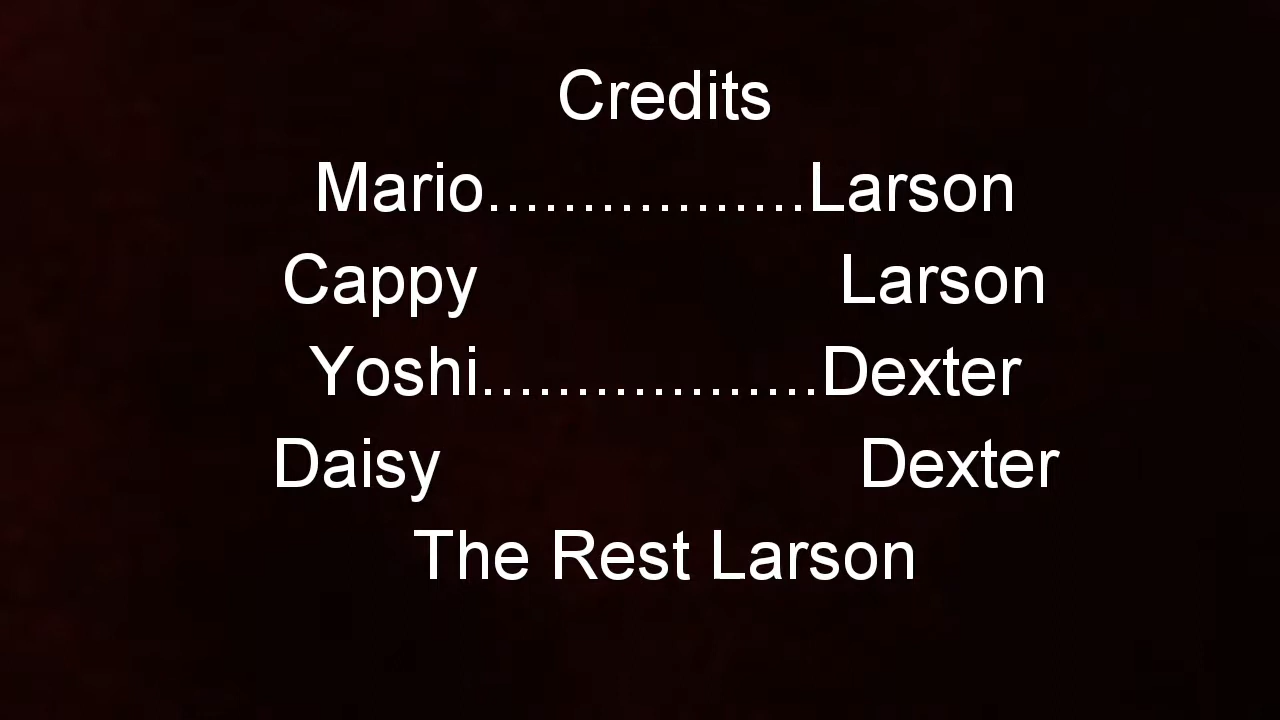 Credits
Mario.................Larson
Cappy Larson
Yoshi..................Dexter
Daisy Dexter
The Rest Larson